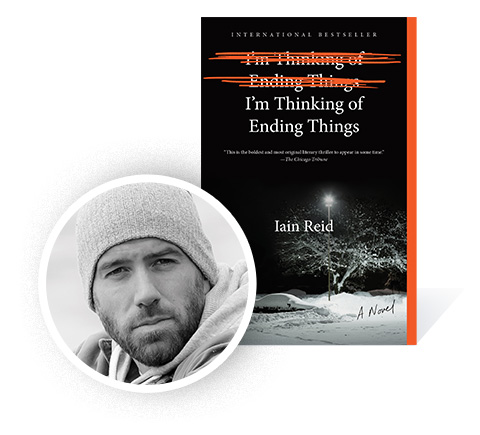 INTERNATIONAL BESTSELLER
I'm Thinking of
Ending Things
I'm Thinking of
Ending Things
"This is the boldest and most original literary thriller to appear in some time."
—The Chicago Tribune
Iain Reid
A Novel